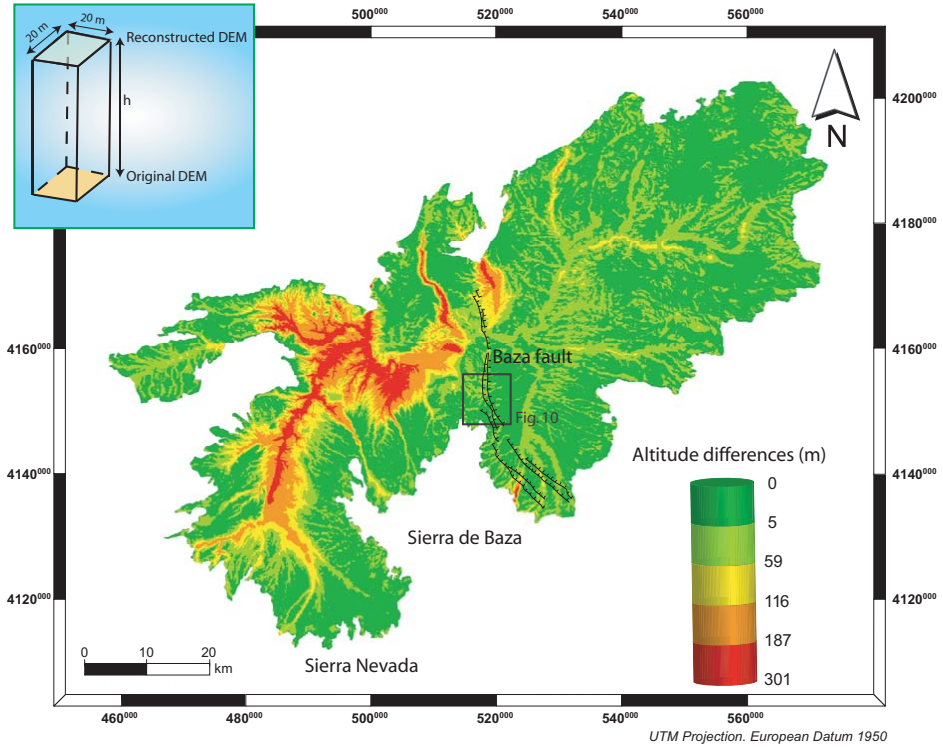 500000
520000
540000
560000
20 m
20 m
Reconstructed DEM
h
Original DEM
N
4200000
4180000
4160000
4160000
Baza fault
Fig.10
4140000
4140000
Altitude differences (m)
0
5
59
116
187
301
Sierra de Baza
4120000
4120000
0 10 20
km
Sierra Nevada
460000
480000
500000
520000
540000
560000
UTM Projection. European Datum 1950